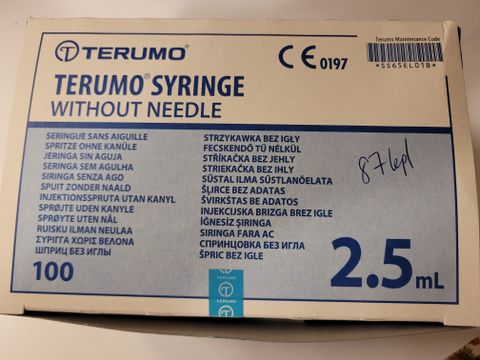 TERUMO®
CE 0197
Terumo Maintenance Code
*SS65EL01B*
TERUMO® SYRINGE
WITHOUT NEEDLE
SERINGUE SANS AIGUILLE
SPRITZE OHNE KANÜLE
JERINGA SIN AGUJA
SERINGA SEM AGULHA
SIRINGA SENZA AGO
SPUIT ZONDER NAALD
INJEKTIONSSPRUTA UTAN KANYL
SPRØJTE UDEN KANYLE
SPRØYTE UTEN NÅL
RUISKU ILMAN NEULAA
ΣΥΡΙΓΓΑ ΧΩΡΙΣ ΒΕΛΟΝΑ
ШПРИЦ БЕЗ ИГЛЫ
STRZYKAWKA BEZ IGŁY
FECSKENDŐ TŰ NÉLKÜL
STŘÍKAČKA BEZ JEHLY
STRIEKAČKA BEZ IHLY
SÜSTAL ILMA SÜSTLANÕELATA
ŠLJIRCE BEZ ADATAS
ŠVIRKŠTAS BE ADATOS
INJEKCIJSKA BRIZGA BREZ IGLE
İĞNESİZ ŞIRINGA
SIRINGA FARA AC
СПРИНЦОВКА БЕЗ ИГЛА
ŠPRIC BEZ IGLE
87 kpl
100
2.5mL
TERUMO